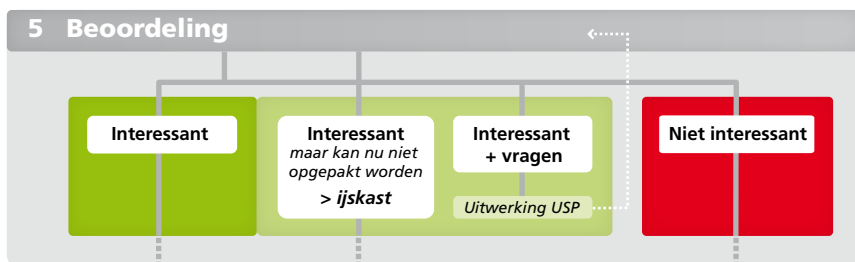 5 Beoordeling
Interessant
Interessant
maar kan nu niet
opgepakt worden
> ijskast
Interessant
+ vragen
Uitwerking USP
Niet interessant